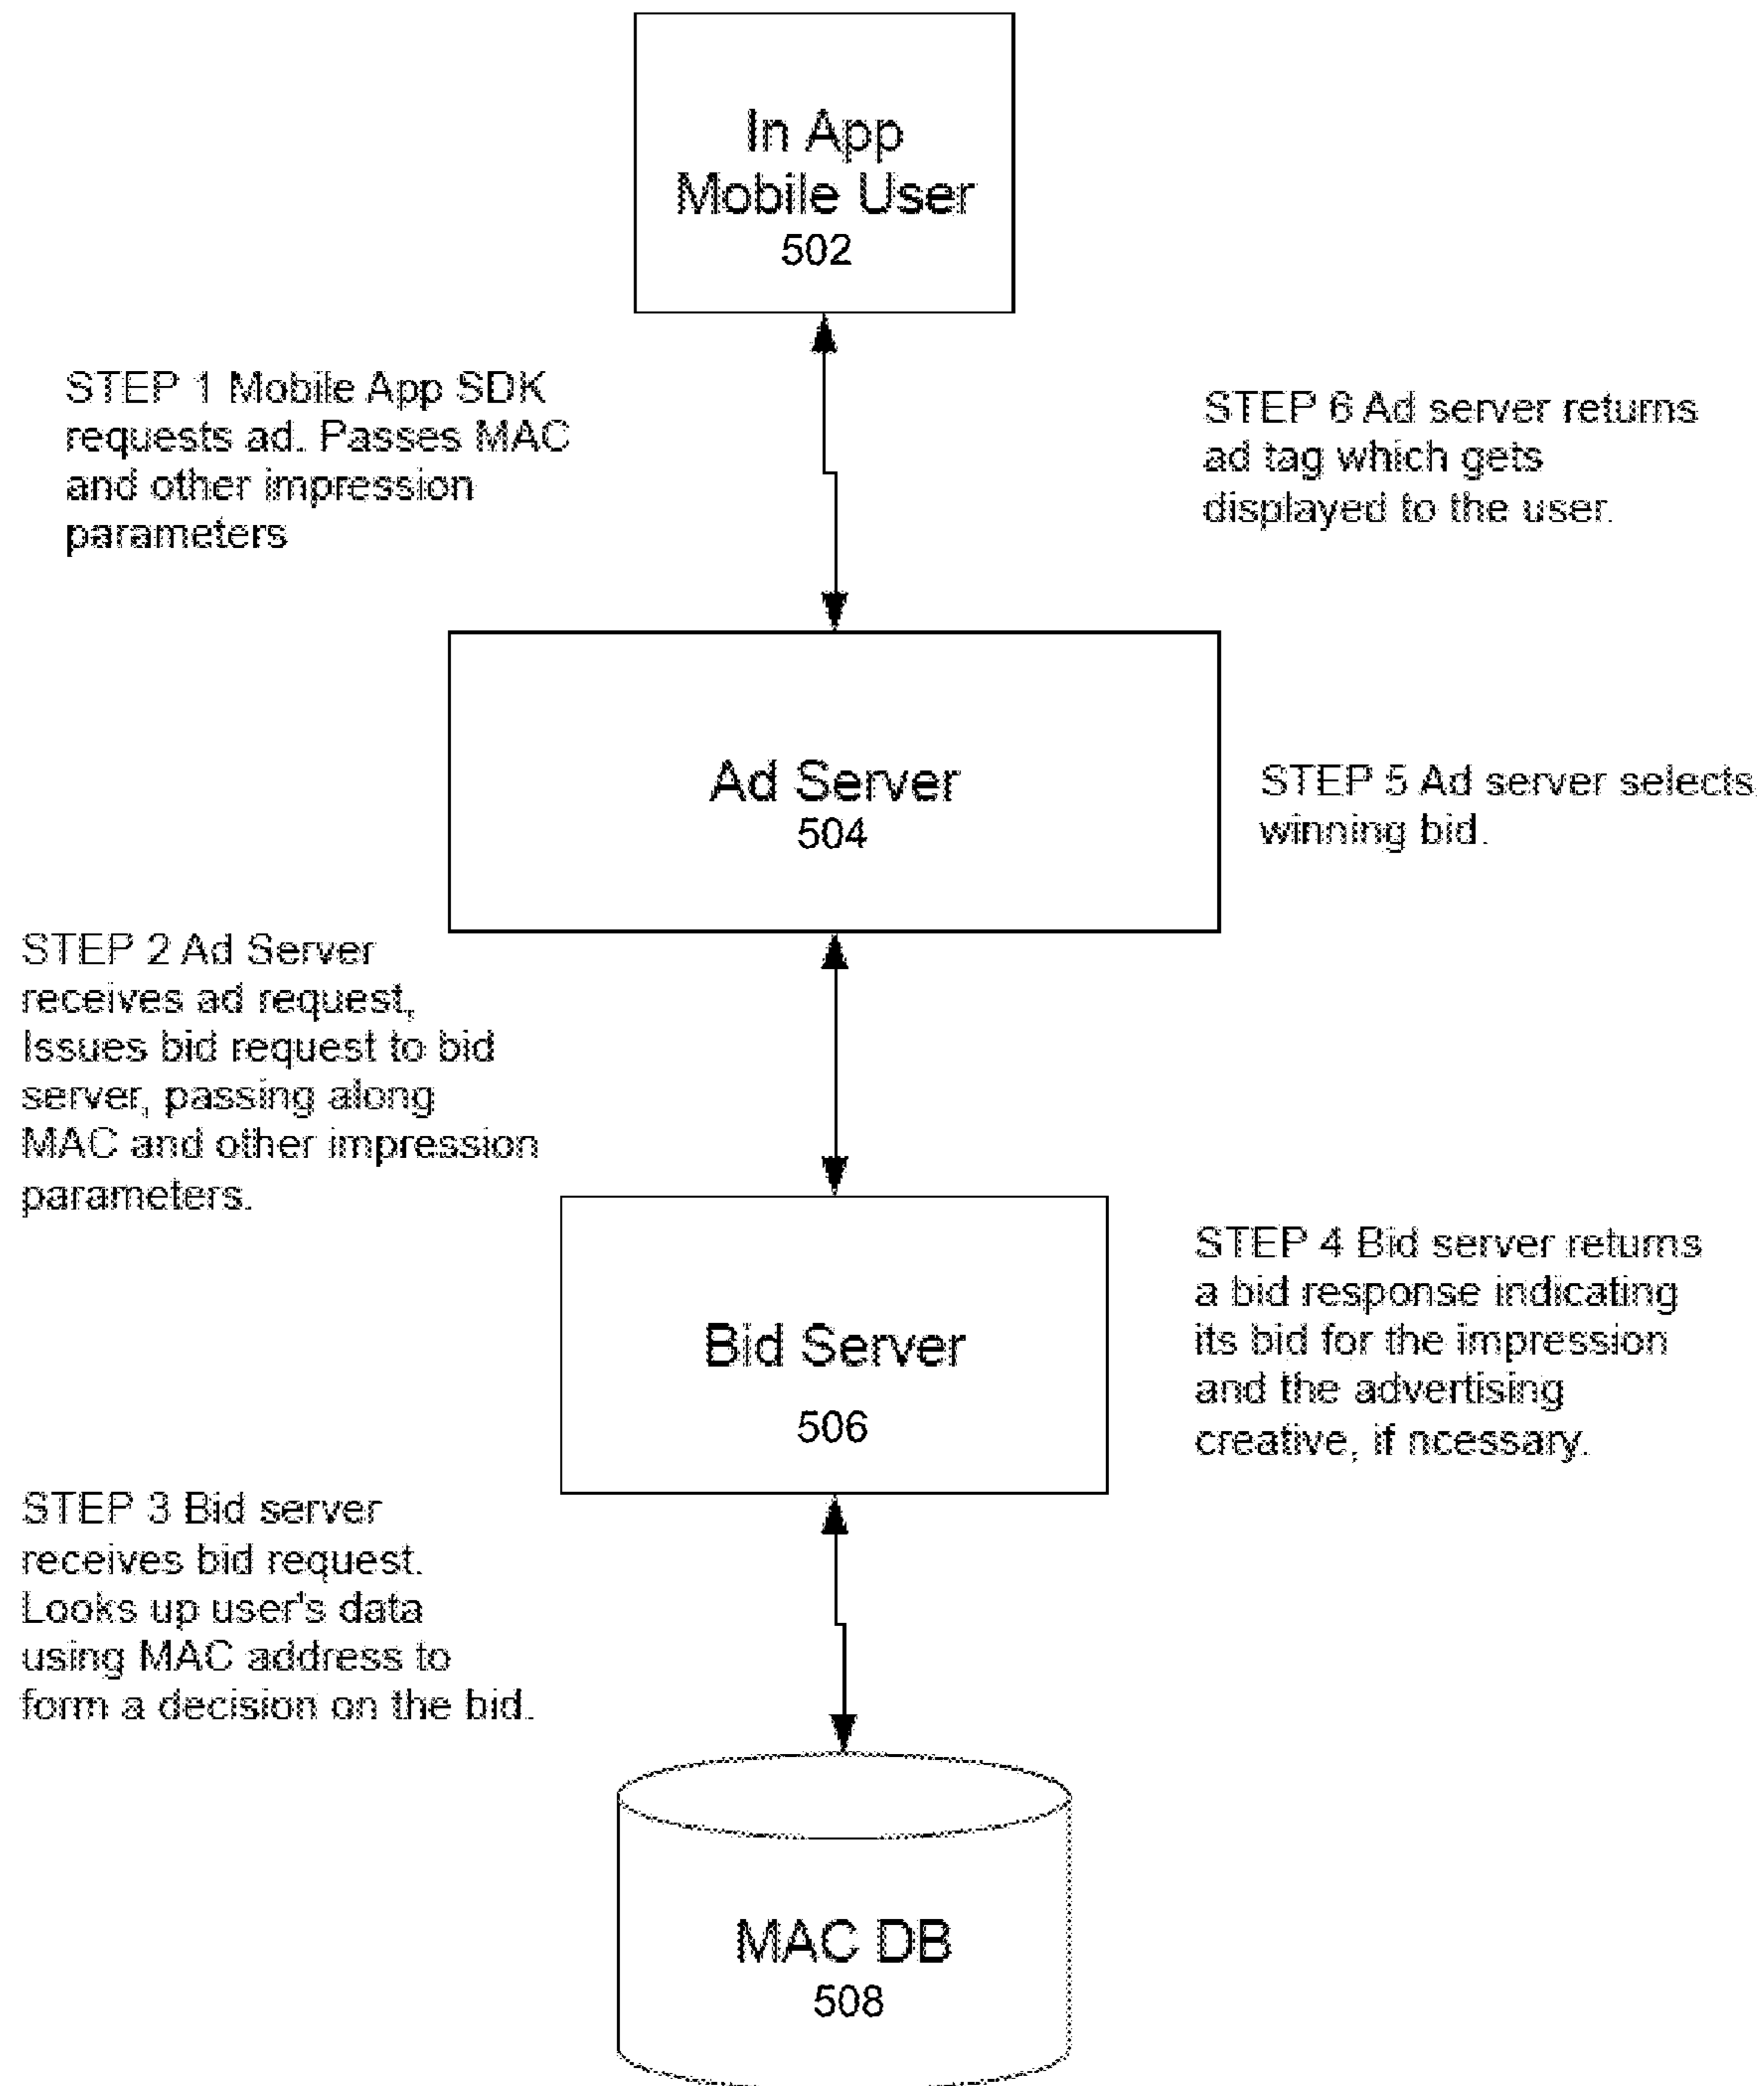 In App
Mobile User
502
STEP 1 Mobile App SDK
requests ad. Passes MAC
and other impression
parameters
STEP 6 Ad server returns
ad tag which gets
displayed to the user.
Ad Server
504
STEP 5 Ad server selects
winning bid.
STEP 2 Ad Server
receives ad request,
Issues bid request to bid
server, passing along
MAC and other impression
parameters.
Bid Server
506
STEP 4 Bid server returns
a bid response indicating
its bid for the impression
and the advertising
creative, if ncessary.
STEP 3 Bid server
receives bid request.
Looks up user's data
using MAC address to
form a decision on the bid.
MAC DB
508